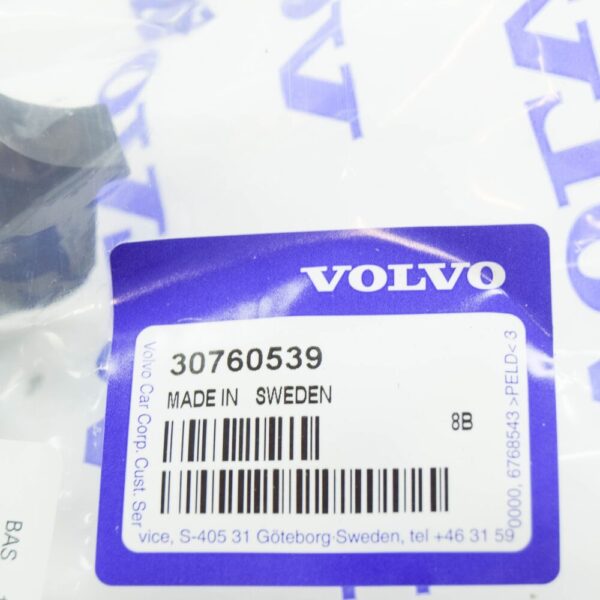 VOLVO
30760539
MADE IN SWEDEN
8B
Volvo Car Corp. Cust. Ser
vice, S-405 31 Göteborg-Sweden, tel +46 31 59
0000, 6768543 >PELD< 3
BAS